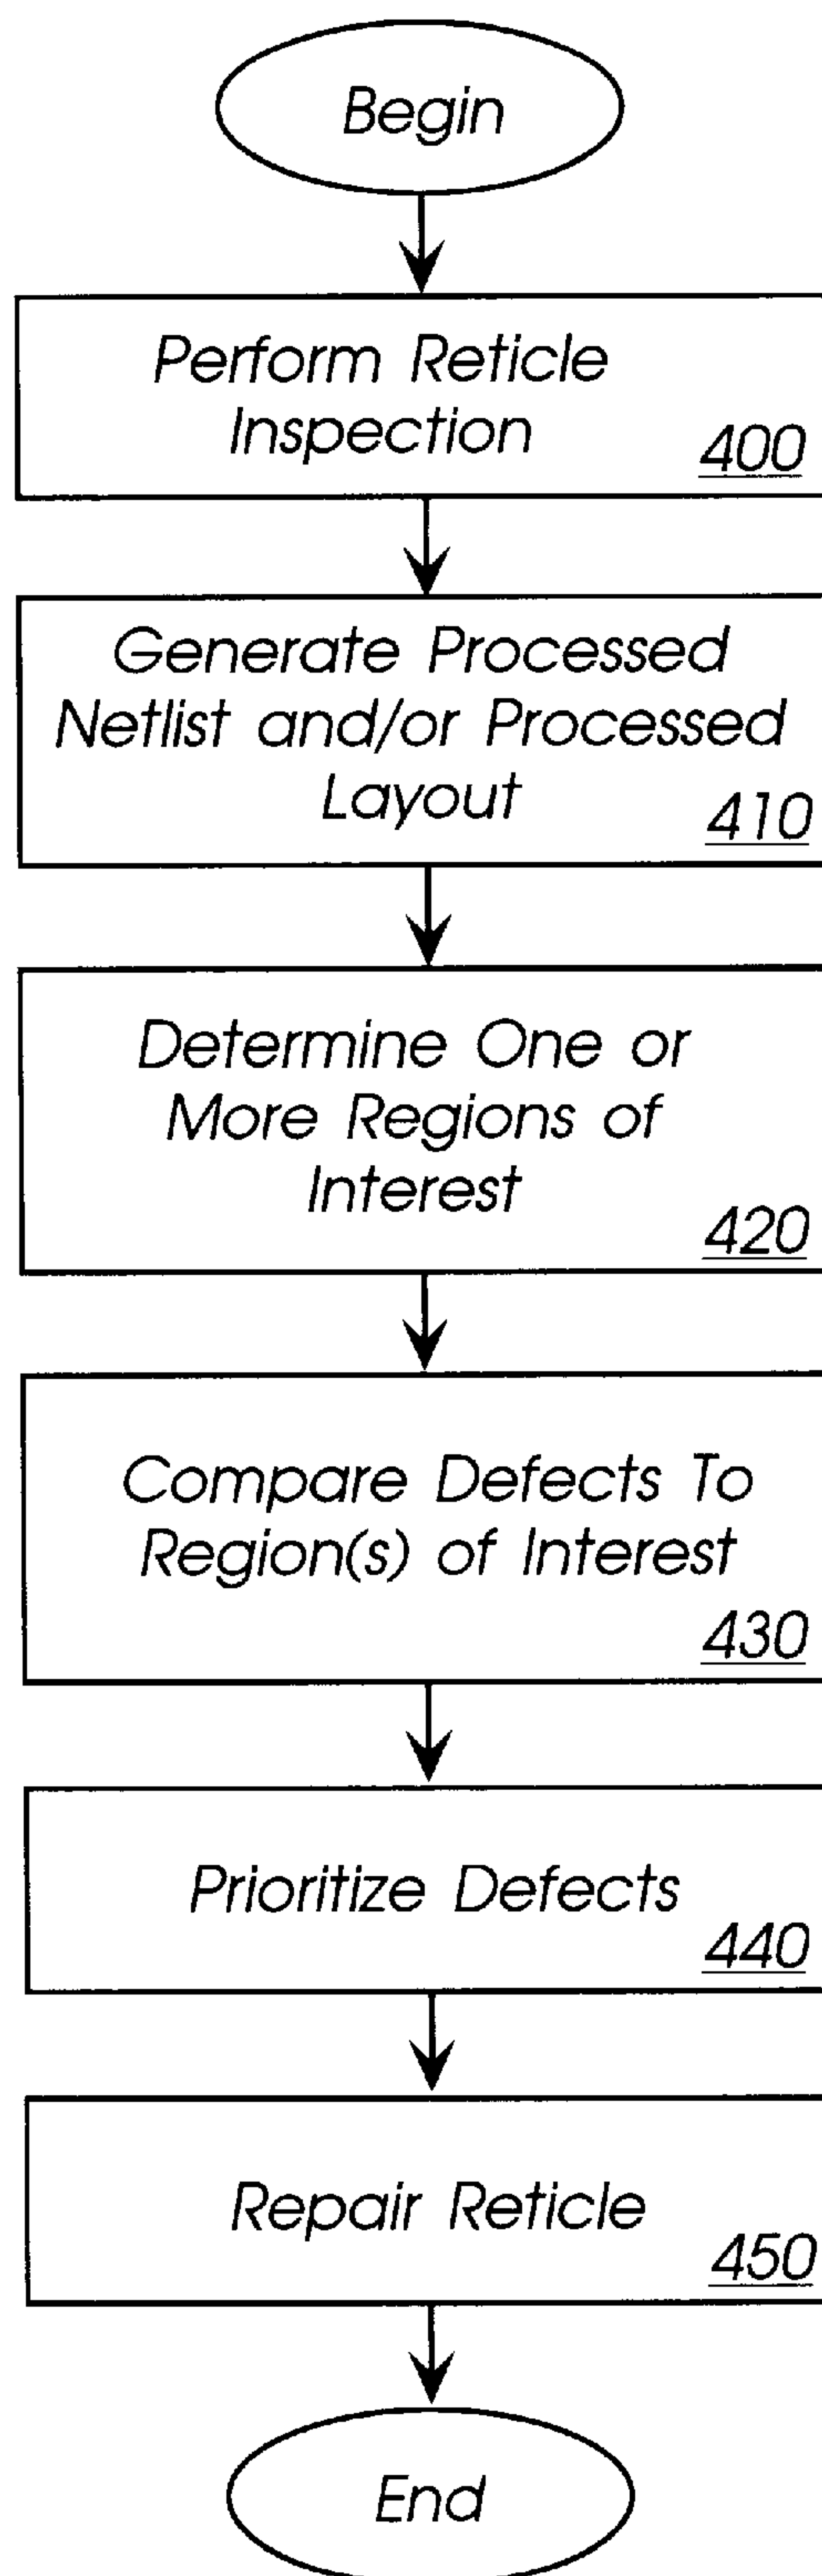 Begin
Perform Reticle
Inspection
400
Generate Processed
Netlist and/or Processed
Layout
410
Determine One or
More Regions of
Interest
420
Compare Defects To
Region(s) of Interest
430
Prioritize Defects
440
Repair Reticle
450
End